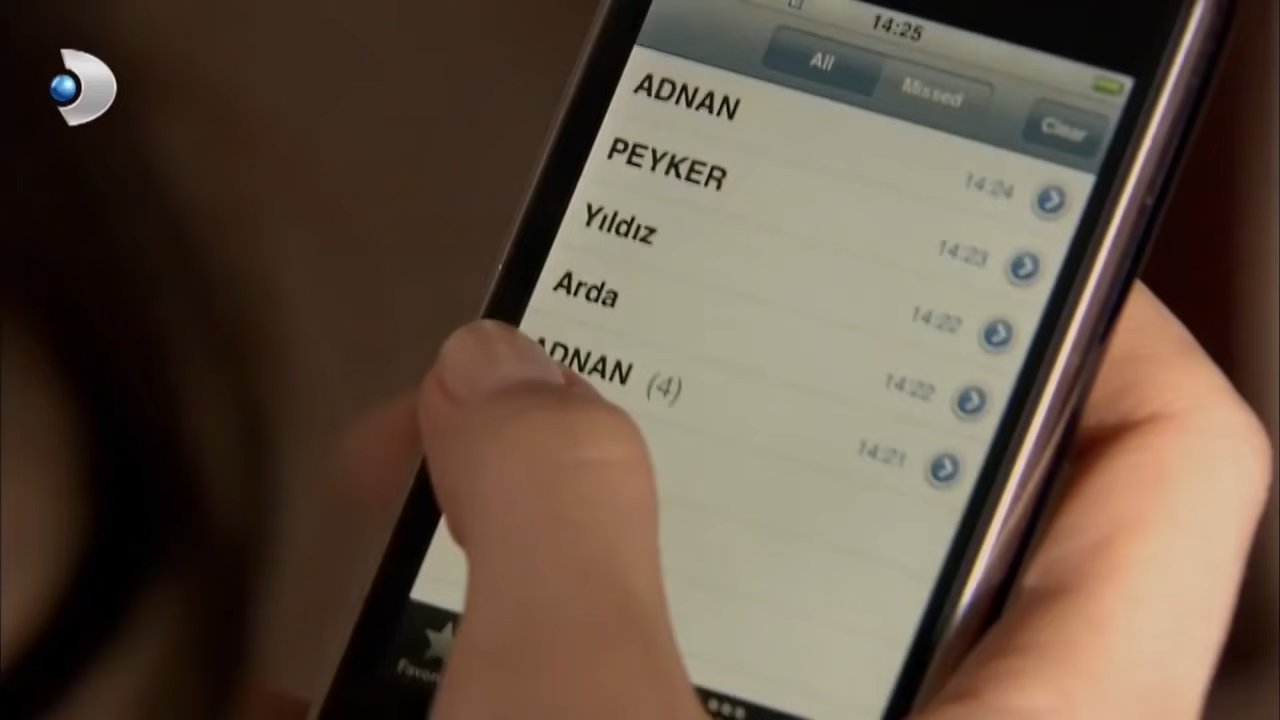 14:25
All Missed Clear
ADNAN 14:24
PEYKER 14:23
Yıldız 14:22
Arda 14:22
ADNAN (4) 14:21